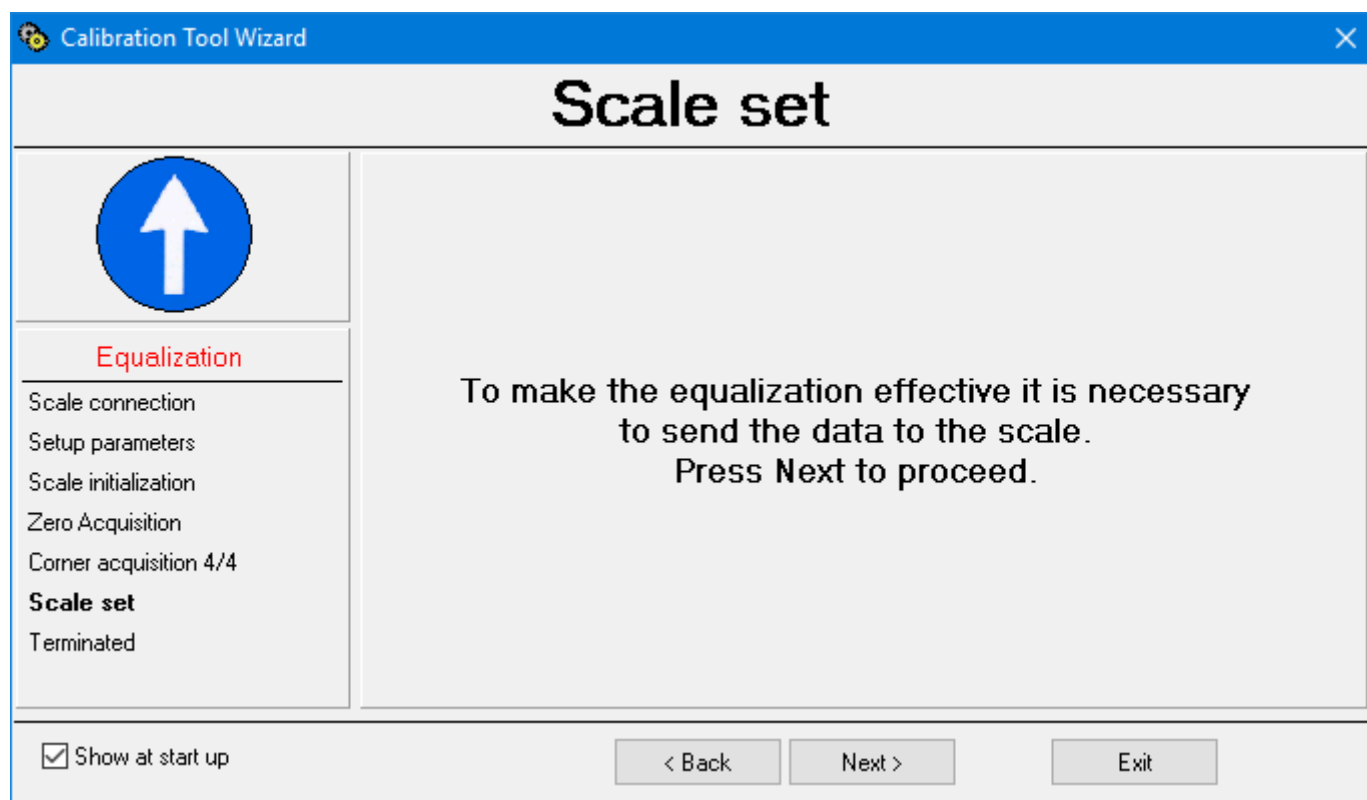 Calibration Tool Wizard
Scale set
Equalization
Scale connection
Setup parameters
Scale initialization
Zero Acquisition
Corner acquisition 4/4
Scale set
Terminated
To make the equalization effective it is necessary
to send the data to the scale.
Press Next to proceed.
Show at start up
< Back
Next >
Exit